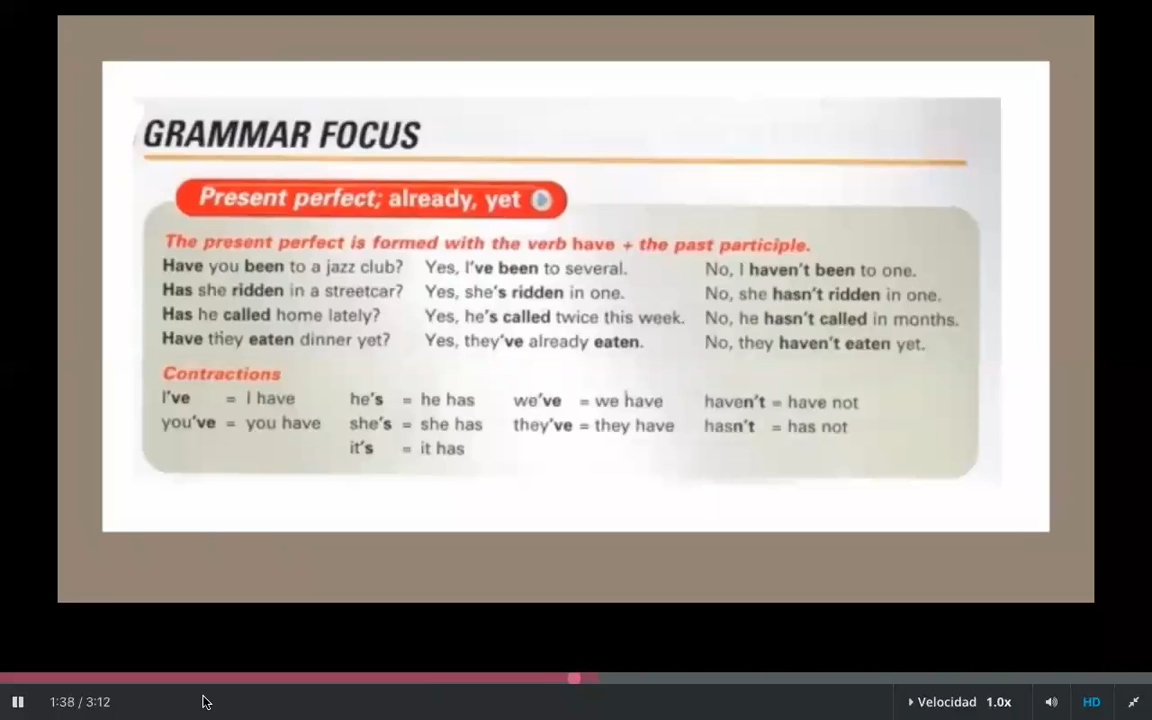 GRAMMAR FOCUS
Present perfect; already, yet
The present perfect is formed with the verb have + the past participle.
Have you been to a jazz club? Yes, I've been to several. No, I haven't been to one.
Has she ridden in a streetcar? Yes, she's ridden in one. No, she hasn't ridden in one.
Has he called home lately? Yes, he's called twice this week. No, he hasn't called in months.
Have they eaten dinner yet? Yes, they've already eaten. No, they haven't eaten yet.
Contractions
I've = I have he's = he has we've = we have haven't = have not
you've = you have she's = she has they've = they have hasn't = has not
it's = it has
1:38 / 3:12 Velocidad 1.0x HD